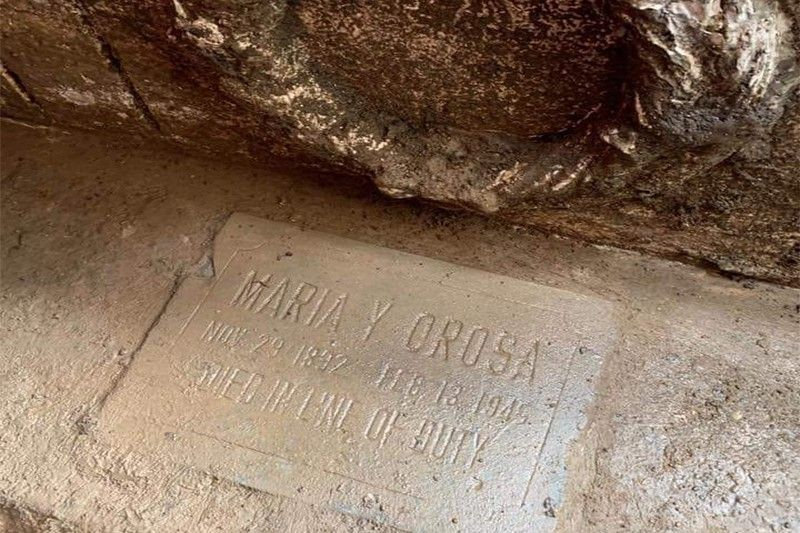 MARIA Y OROSA
NOV. 29 1892 FEB. 13 1945
DIED IN LINE OF DUTY